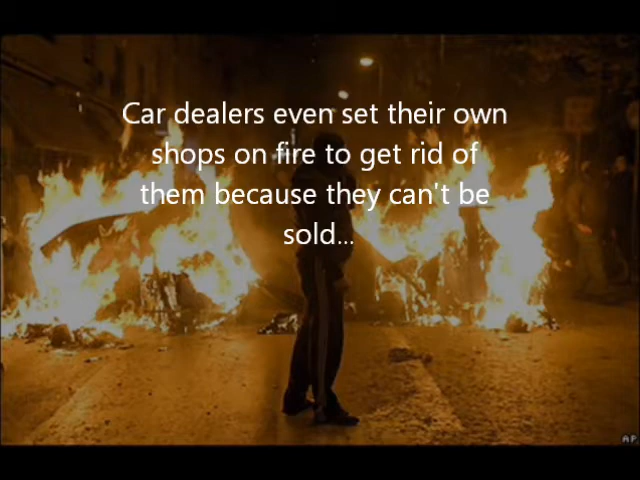 Car dealers even set their own
shops on fire to get rid of
them because they can't be
sold...
AP